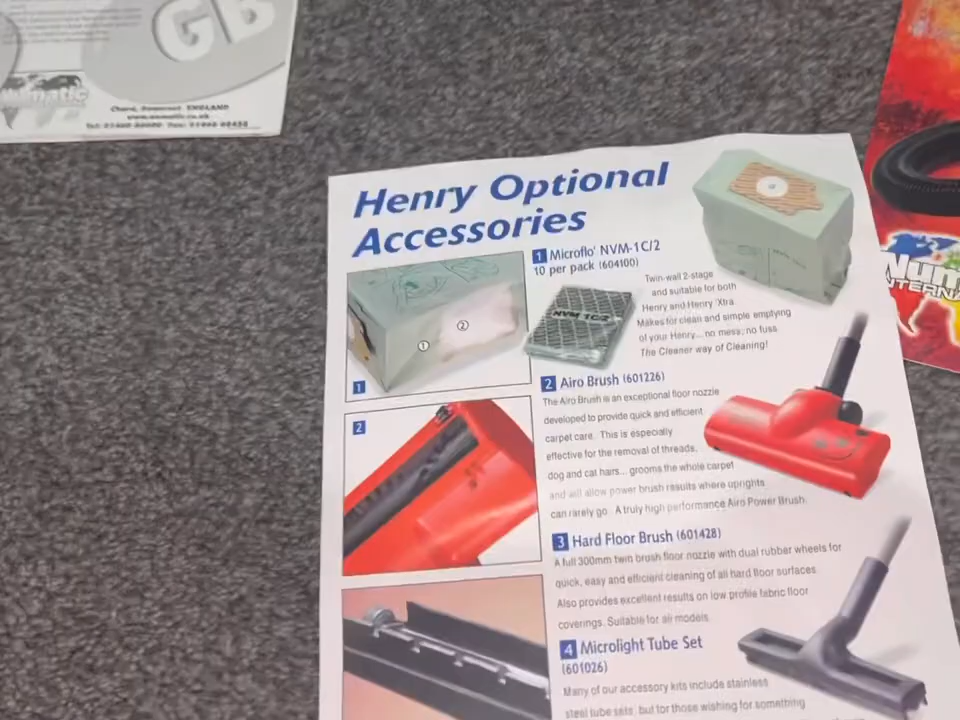 GB
Chard, Somerset ENGLAND
www.numatic.co.uk
Henry Optional
Accessories
1 Microflo' NVM-1C/2
10 per pack (604100)
Twin-wall 2-stage
and suitable for both
Henry and Henry 'Xtra
Makes for clean and simple emptying
of your Henry... no mess, no fuss
The Cleaner way of Cleaning!
NVM 1C/2
1
2
1
2 Airo Brush (601226)
The Airo Brush is an exceptional floor nozzle
developed to provide quick and efficient
carpet care. This is especially
effective for the removal of threads,
dog and cat hairs... grooms the whole carpet
and will allow power brush results where uprights
can rarely go. A truly high performance Airo Power Brush.
2
3 Hard Floor Brush (601428)
A full 300mm twin brush floor nozzle with dual rubber wheels for
quick, easy and efficient cleaning of all hard floor surfaces.
Also provides excellent results on low profile fabric floor
coverings. Suitable for all models.
4 Microlight Tube Set
(601026)
Many of our accessory kits include stainless
steel tube sets, but for those wishing for something